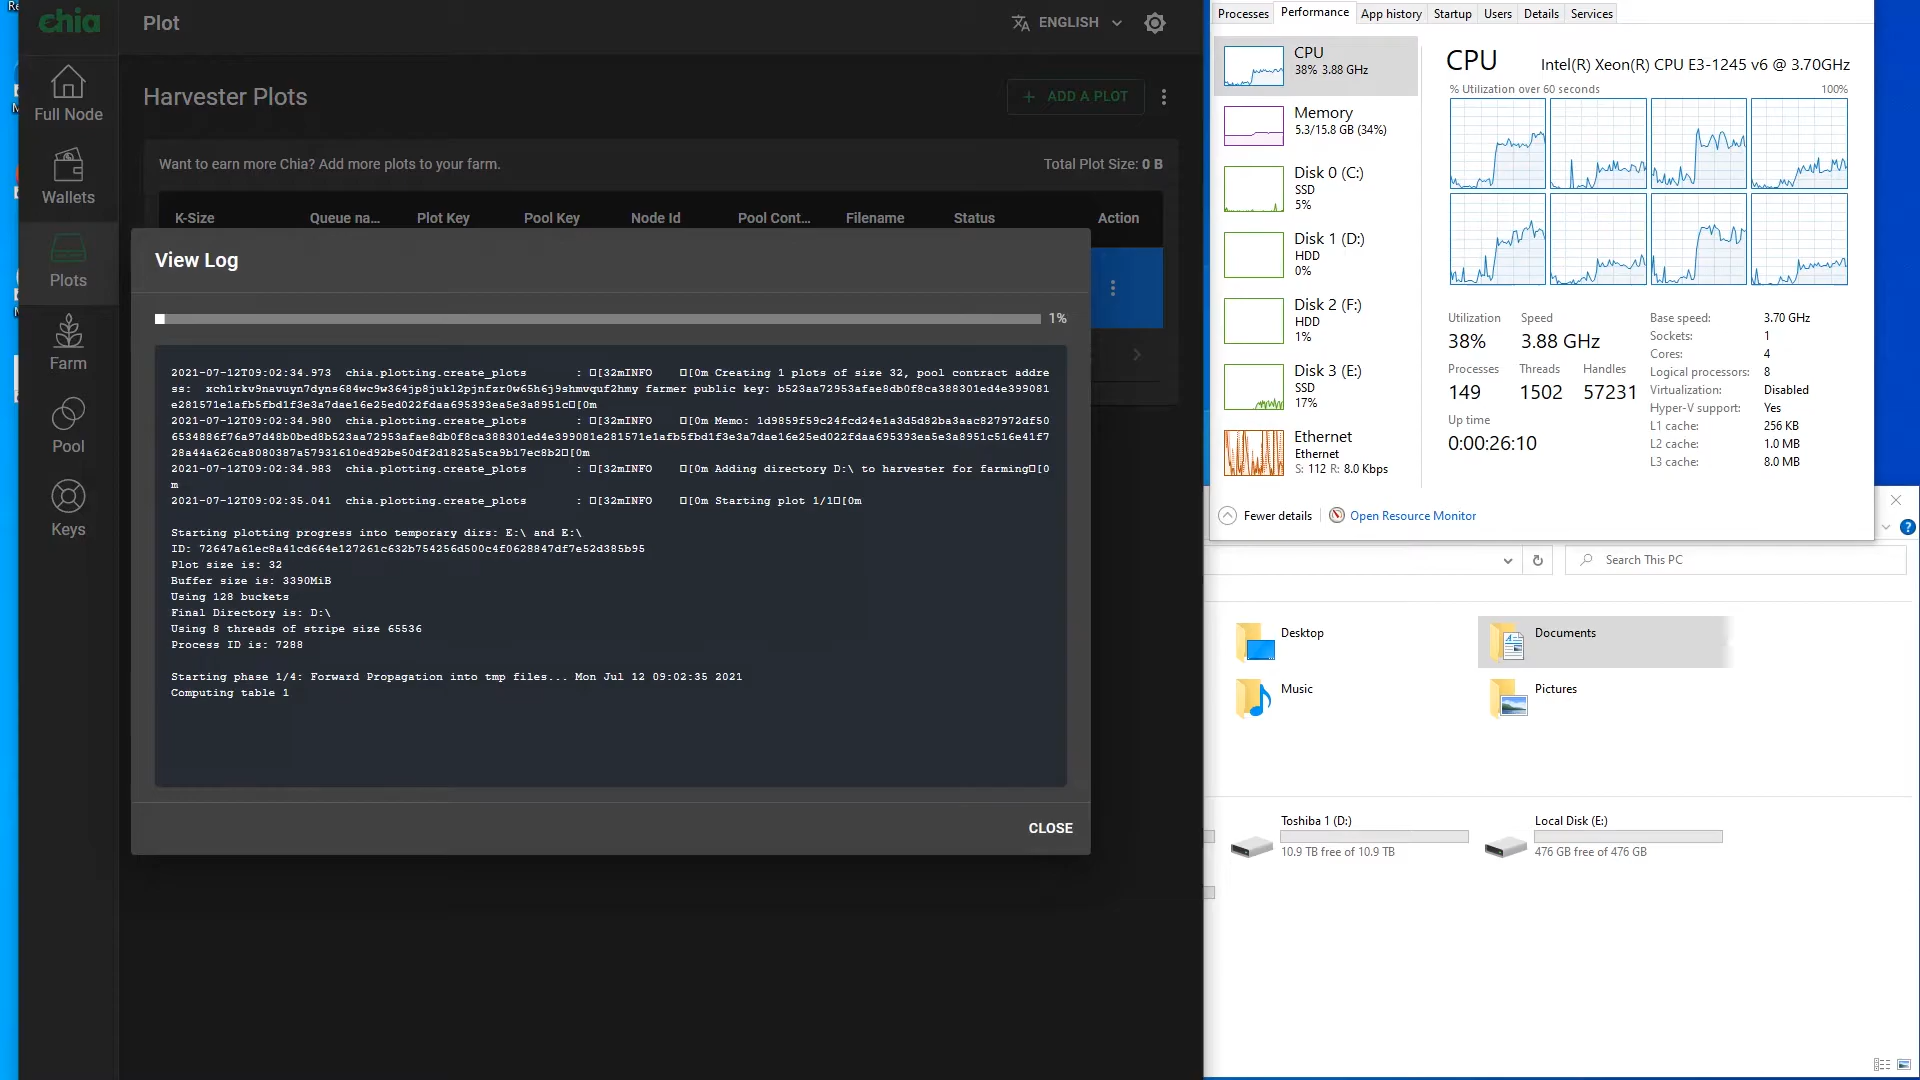 chia
Plot
ENGLISH
Full Node
Wallets
Plots
Farm
Pool
Keys
Harvester Plots
+ ADD A PLOT
Want to earn more Chia? Add more plots to your farm.
Total Plot Size: 0 B
K-Size Queue na... Plot Key Pool Key Node Id Pool Cont... Filename Status Action
View Log
1%
2021-07-12T09:02:34.973 chia.plotting.create_plots : □[32mINFO □[0m Creating 1 plots of size 32, pool contract addre
ss: xch1rkv9navuyn7dyns684wc9w364jp8jukl2pjnfzr0w65h6j9shmvquf2hmy farmer public key: b523aa72953afae8db0f8ca388301ed4e399081
e281571e1afb5fbd1f3e3a7dae16e25ed022fdaa695393ea5e3a8951c□[0m
2021-07-12T09:02:34.980 chia.plotting.create_plots : □[32mINFO □[0m Memo: 1d9859f59c24fcd24e1a3d5d82ba3aac827972df50
6534886f76a97d48b0bed8b523aa72953afae8db0f8ca388301ed4e399081e281571e1afb5fbd1f3e3a7dae16e25ed022fdaa695393ea5e3a8951c516e41f7
28a44a626ca8080387a57931610ed92be50df2d1825a5ca9b17ec8b2□[0m
2021-07-12T09:02:34.983 chia.plotting.create_plots : □[32mINFO □[0m Adding directory D:\ to harvester for farming□[0
m
2021-07-12T09:02:35.041 chia.plotting.create_plots : □[32mINFO □[0m Starting plot 1/1□[0m
Starting plotting progress into temporary dirs: E:\ and E:\
ID: 72647a61ec8a41cd664e127261c632b754256d500c4f0628847df7e52d385b95
Plot size is: 32
Buffer size is: 3390MiB
Using 128 buckets
Final Directory is: D:\
Using 8 threads of stripe size 65536
Process ID is: 7288
Starting phase 1/4: Forward Propagation into tmp files... Mon Jul 12 09:02:35 2021
Computing table 1
CLOSE
Processes Performance App history Startup Users Details Services
CPU
38% 3.88 GHz
Memory
5.3/15.8 GB (34%)
Disk 0 (C:)
SSD
5%
Disk 1 (D:)
HDD
0%
Disk 2 (F:)
HDD
1%
Disk 3 (E:)
SSD
17%
Ethernet
Ethernet
S: 112 R: 8.0 Kbps
CPU Intel(R) Xeon(R) CPU E3-1245 v6 @ 3.70GHz
% Utilization over 60 seconds 100%
Utilization Speed
38% 3.88 GHz
Processes Threads Handles
149 1502 57231
Up time
0:00:26:10
Base speed: 3.70 GHz
Sockets: 1
Cores: 4
Logical processors: 8
Virtualization: Disabled
Hyper-V support: Yes
L1 cache: 256 KB
L2 cache: 1.0 MB
L3 cache: 8.0 MB
Fewer details Open Resource Monitor
Search This PC
Desktop
Documents
Music
Pictures
Toshiba 1 (D:)
10.9 TB free of 10.9 TB
Local Disk (E:)
476 GB free of 476 GB